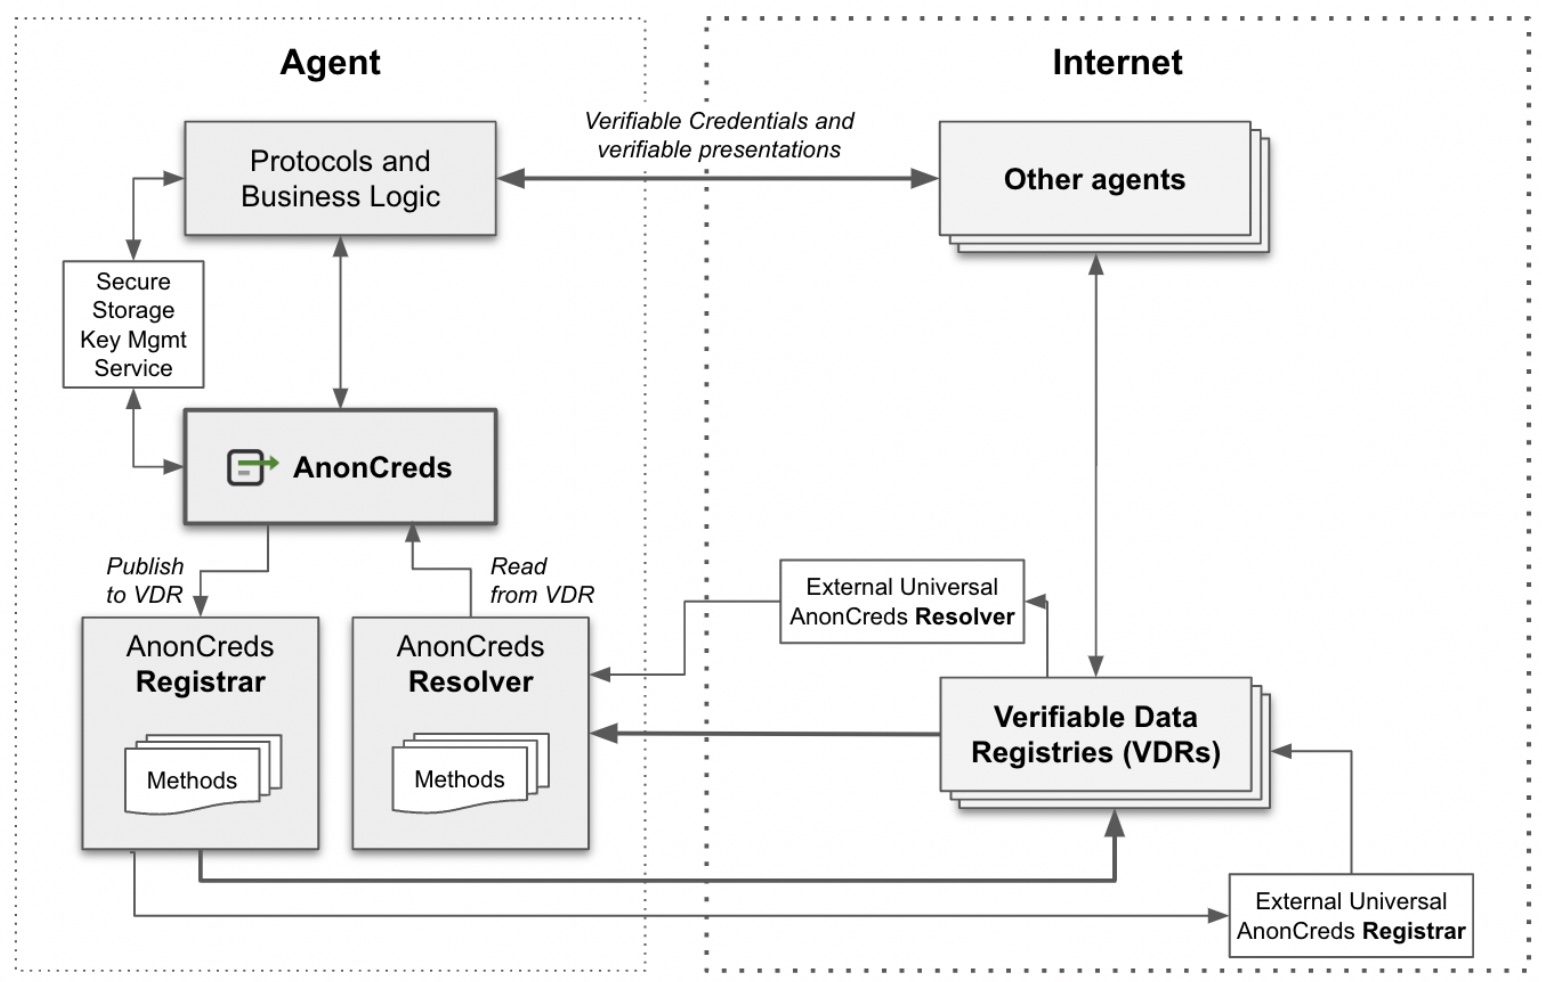 Agent
Internet
Verifiable Credentials and
verifiable presentations
Protocols and
Business Logic
Other agents
Secure
Storage
Key Mgmt
Service
AnonCreds
Publish
to VDR
Read
from VDR
External Universal
AnonCreds Resolver
AnonCreds
Registrar
Methods
AnonCreds
Resolver
Methods
Verifiable Data
Registries (VDRs)
External Universal
AnonCreds Registrar